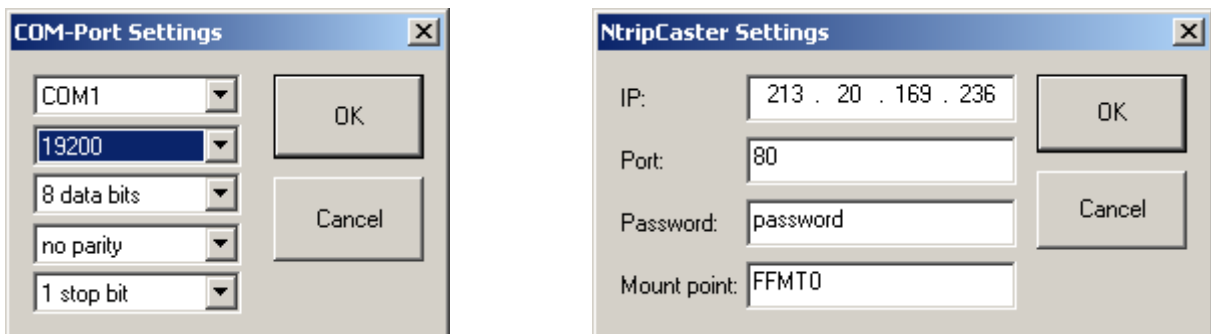 COM-Port Settings
COM1
19200
8 data bits
no parity
1 stop bit
OK
Cancel
NtripCaster Settings
IP: 213 . 20 . 169 . 236
Port: 80
Password: password
Mount point: FFMT0
OK
Cancel